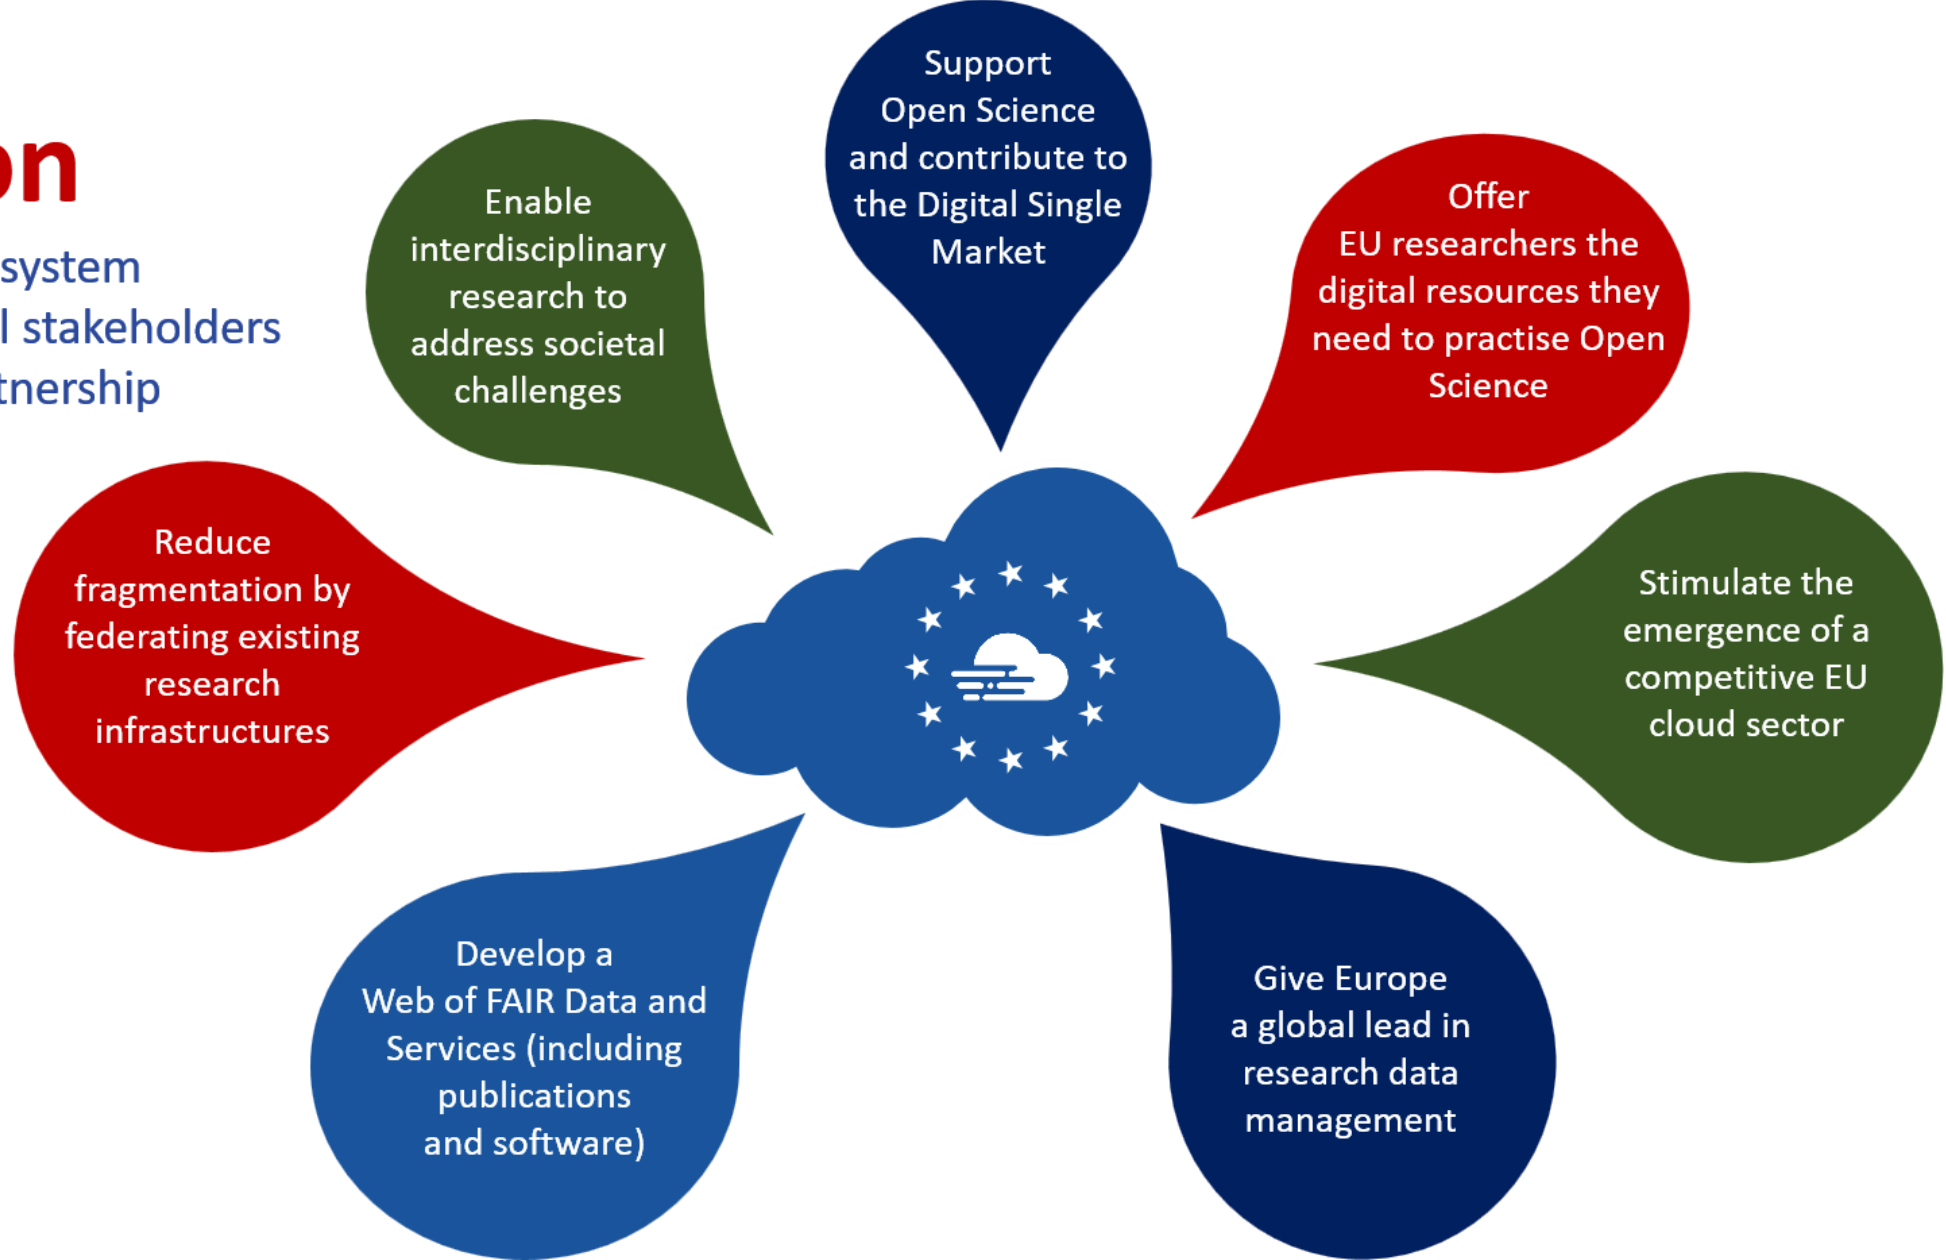 on
system
l stakeholders
tnership
Support
Open Science
and contribute to
the Digital Single
Market
Enable
interdisciplinary
research to
address societal
challenges
Offer
EU researchers the
digital resources they
need to practise Open
Science
Reduce
fragmentation by
federating existing
research
infrastructures
Stimulate the
emergence of a
competitive EU
cloud sector
Develop a
Web of FAIR Data and
Services (including
publications
and software)
Give Europe
a global lead in
research data
management